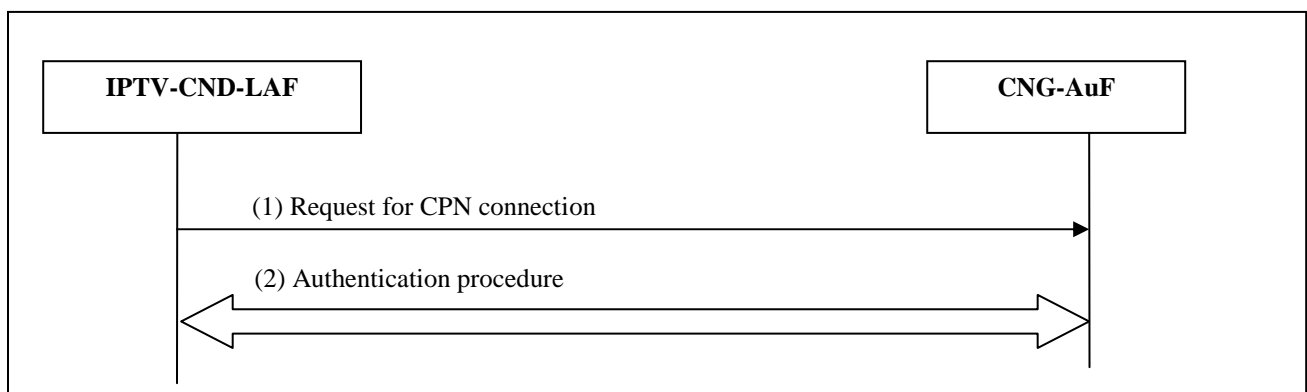 IPTV-CND-LAF
CNG-AuF
(1) Request for CPN connection
(2) Authentication procedure